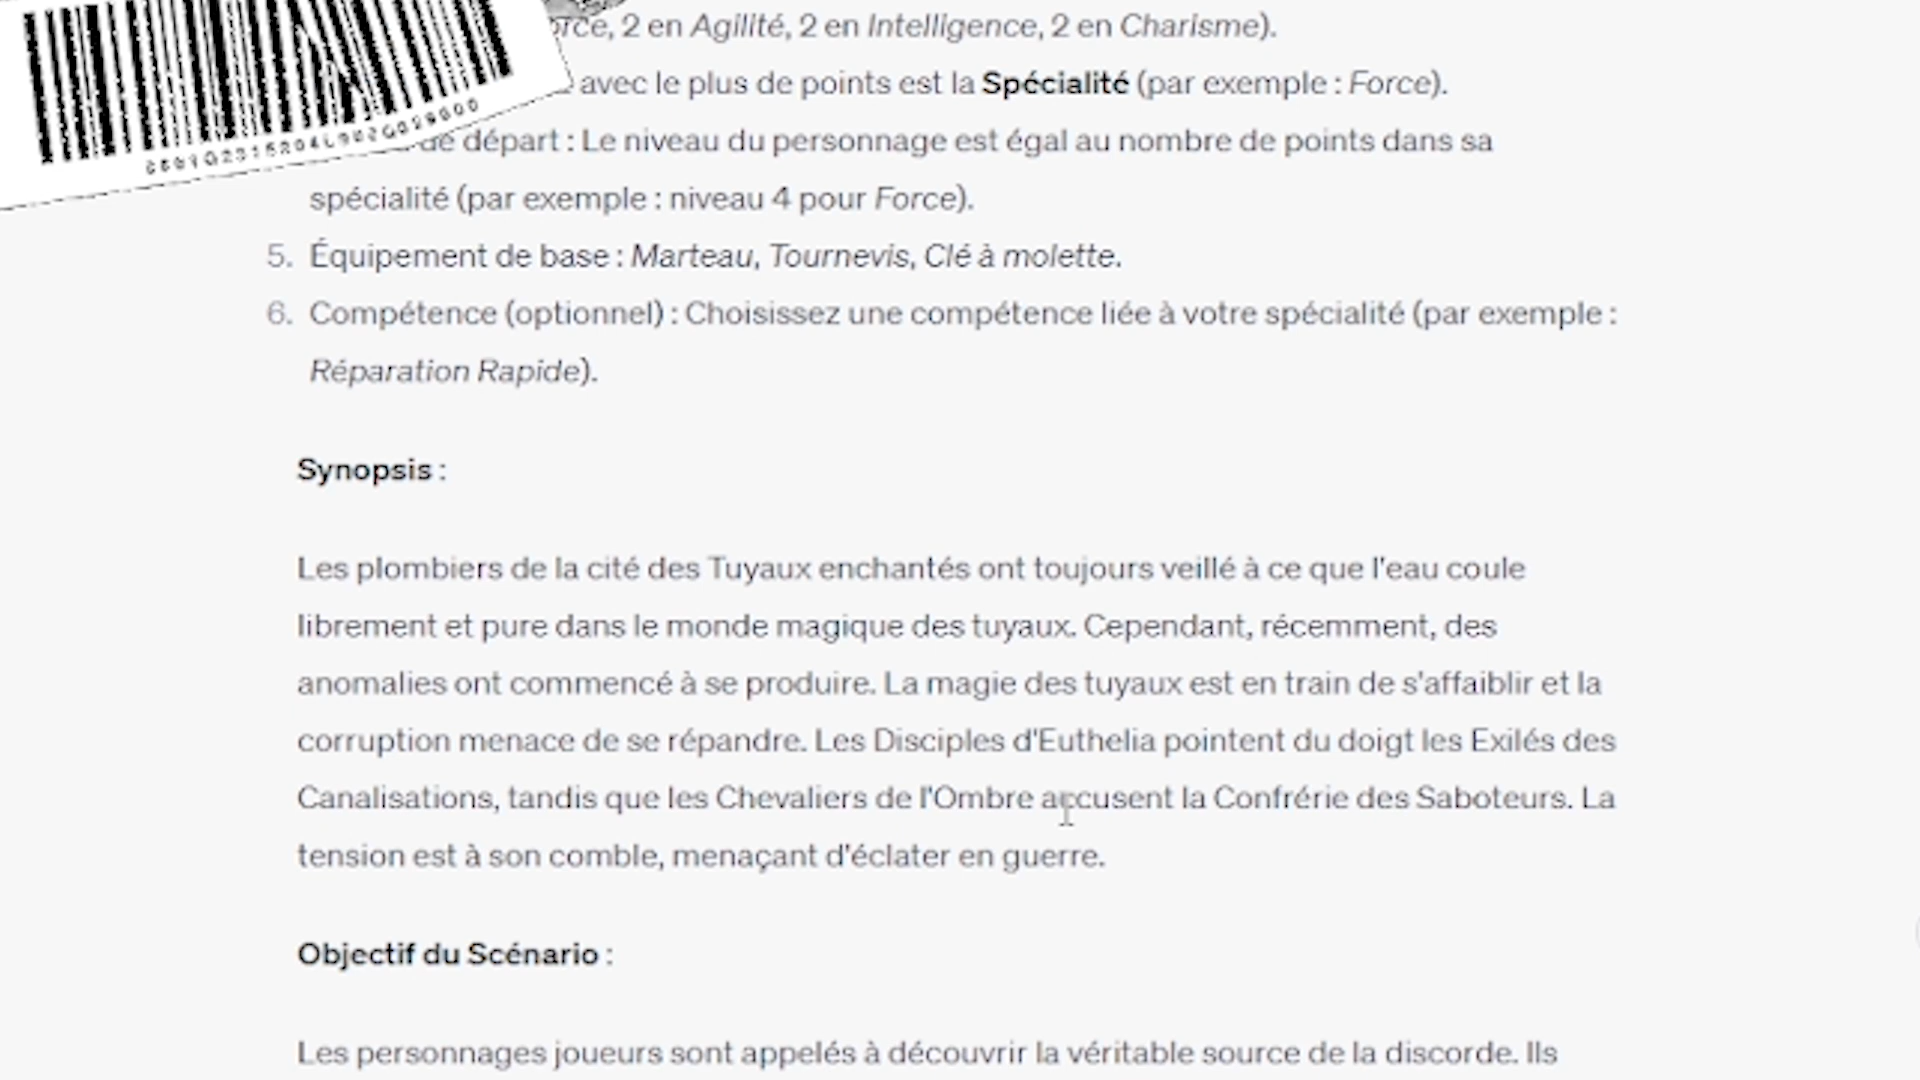 2 en Agilité, 2 en Intelligence, 2 en Charisme).
avec le plus de points est la Spécialité (par exemple : Force).
de départ : Le niveau du personnage est égal au nombre de points dans sa
spécialité (par exemple : niveau 4 pour Force).
5. Équipement de base : Marteau, Tournevis, Clé à molette.
6. Compétence (optionnel) : Choisissez une compétence liée à votre spécialité (par exemple :
Réparation Rapide).
Synopsis :
Les plombiers de la cité des Tuyaux enchantés ont toujours veillé à ce que l'eau coule
librement et pure dans le monde magique des tuyaux. Cependant, récemment, des
anomalies ont commencé à se produire. La magie des tuyaux est en train de s'affaiblir et la
corruption menace de se répandre. Les Disciples d'Euthelia pointent du doigt les Exilés des
Canalisations, tandis que les Chevaliers de l'Ombre accusent la Confrérie des Saboteurs. La
tension est à son comble, menaçant d'éclater en guerre.
Objectif du Scénario :
Les personnages joueurs sont appelés à découvrir la véritable source de la discorde. Ils